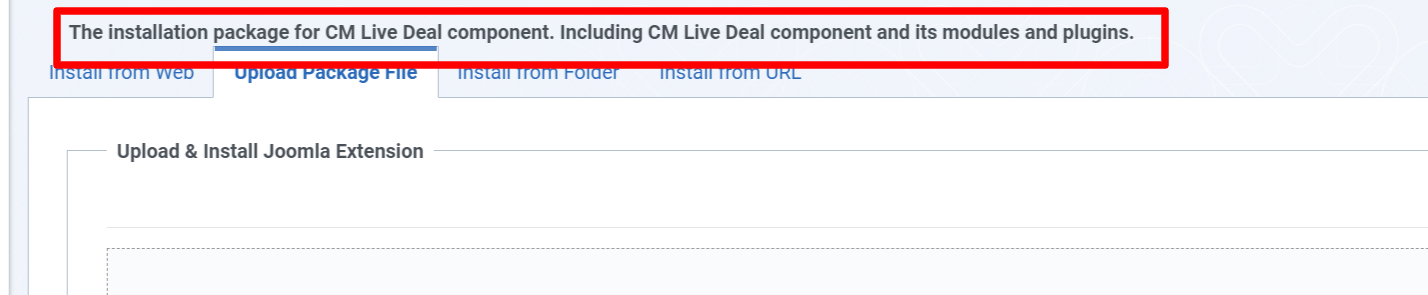 The installation package for CM Live Deal component. Including CM Live Deal component and its modules and plugins.
Install from Web Upload Package File Install from Folder Install from URL
Upload & Install Joomla Extension